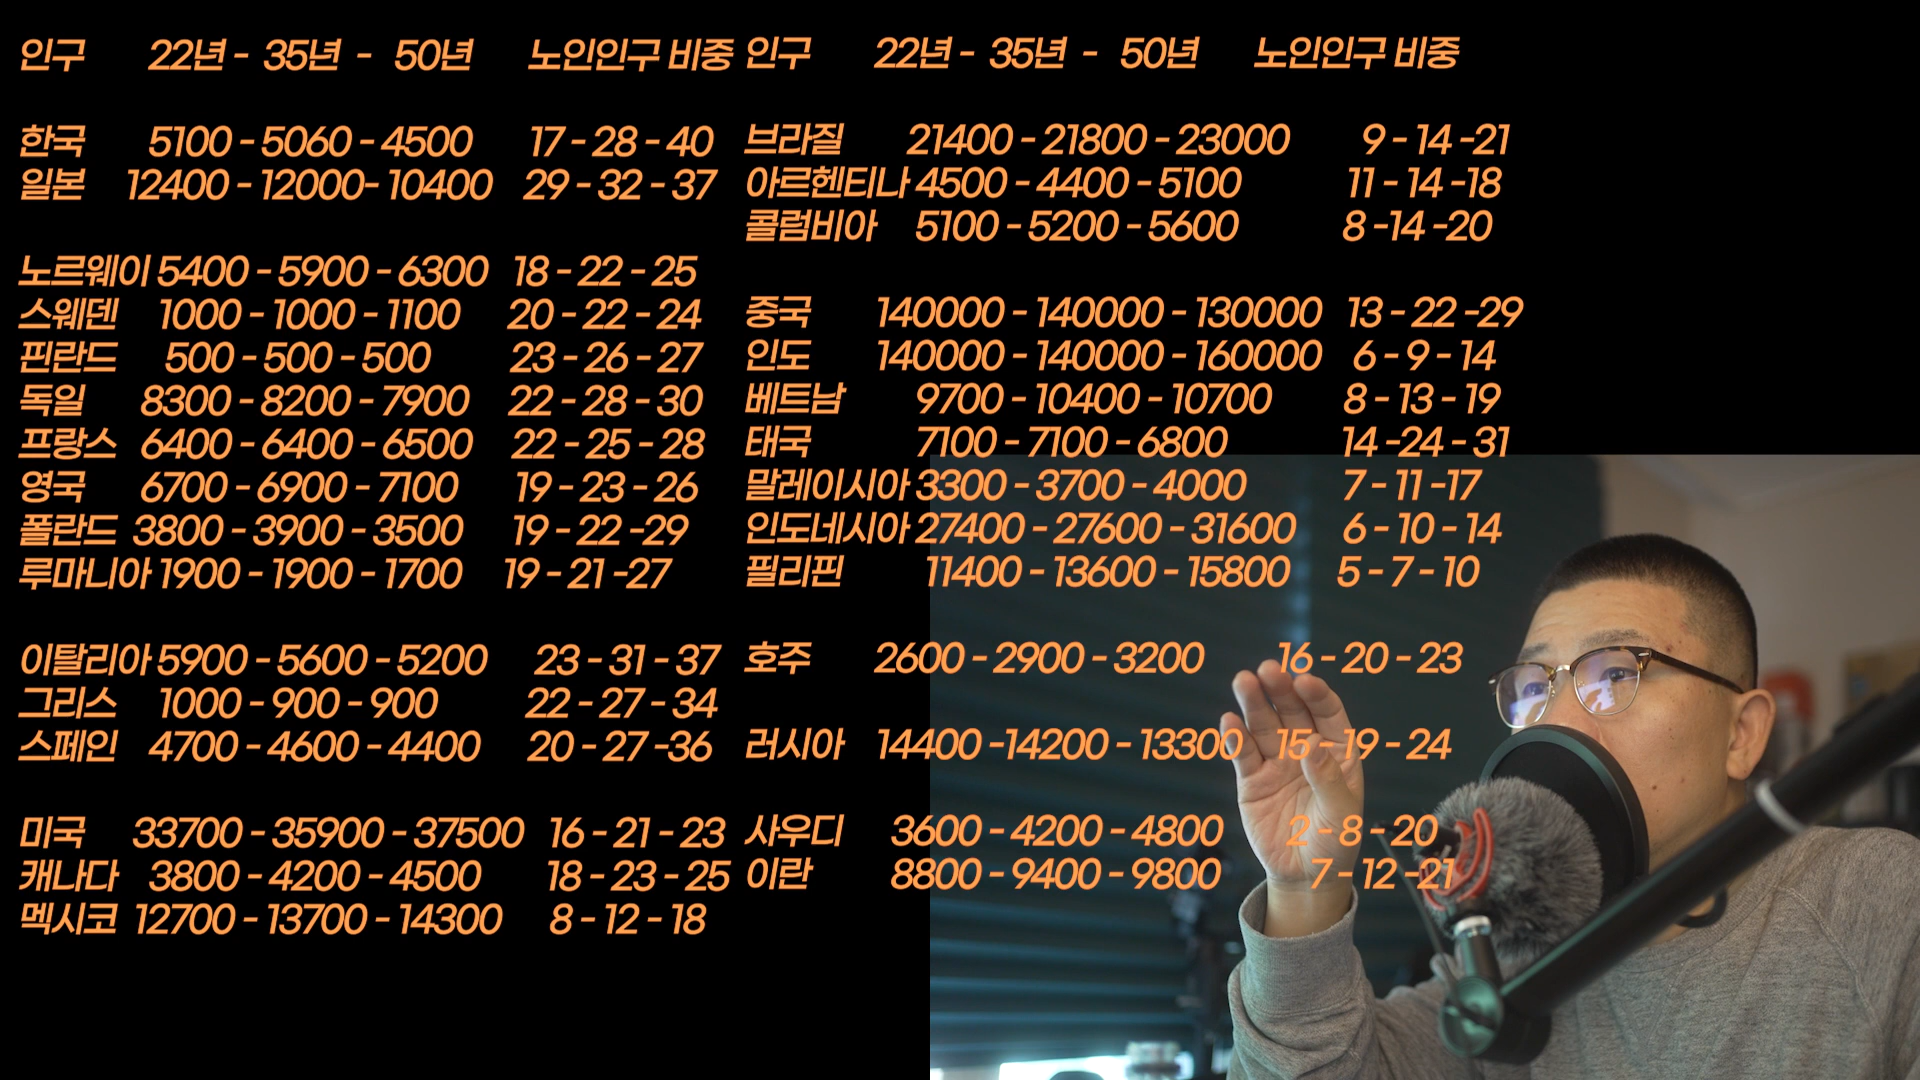 인구 22년 - 35년 - 50년 노인인구 비중
한국 5100 - 5060 - 4500 17 - 28 - 40
일본 12400 - 12000- 10400 29 - 32 - 37
노르웨이 5400 - 5900 - 6300 18 - 22 - 25
스웨덴 1000 - 1000 - 1100 20 - 22 - 24
핀란드 500 - 500 - 500 23 - 26 - 27
독일 8300 - 8200 - 7900 22 - 28 - 30
프랑스 6400 - 6400 - 6500 22 - 25 - 28
영국 6700 - 6900 - 7100 19 - 23 - 26
폴란드 3800 - 3900 - 3500 19 - 22 -29
루마니아 1900 - 1900 - 1700 19 - 21 -27
이탈리아 5900 - 5600 - 5200 23 - 31 - 37
그리스 1000 - 900 - 900 22 - 27 - 34
스페인 4700 - 4600 - 4400 20 - 27 -36
미국 33700 - 35900 - 37500 16 - 21 - 23
캐나다 3800 - 4200 - 4500 18 - 23 - 25
멕시코 12700 - 13700 - 14300 8 - 12 - 18
인구 22년 - 35년 - 50년 노인인구 비중
브라질 21400 - 21800 - 23000 9 - 14 -21
아르헨티나 4500 - 4400 - 5100 11 - 14 -18
콜럼비아 5100 - 5200 - 5600 8 -14 -20
중국 140000 - 140000 - 130000 13 - 22 -29
인도 140000 - 140000 - 160000 6 - 9 - 14
베트남 9700 - 10400 - 10700 8 - 13 - 19
태국 7100 - 7100 - 6800 14 -24 - 31
말레이시아 3300 - 3700 - 4000 7 - 11 -17
인도네시아 27400 - 27600 - 31600 6 - 10 - 14
필리핀 11400 - 13600 - 15800 5 - 7 - 10
호주 2600 - 2900 - 3200 16 - 20 - 23
러시아 14400 -14200 - 13300 15 - 19 - 24
사우디 3600 - 4200 - 4800 2 - 8 - 20
이란 8800 - 9400 - 9800 7 - 12 -21